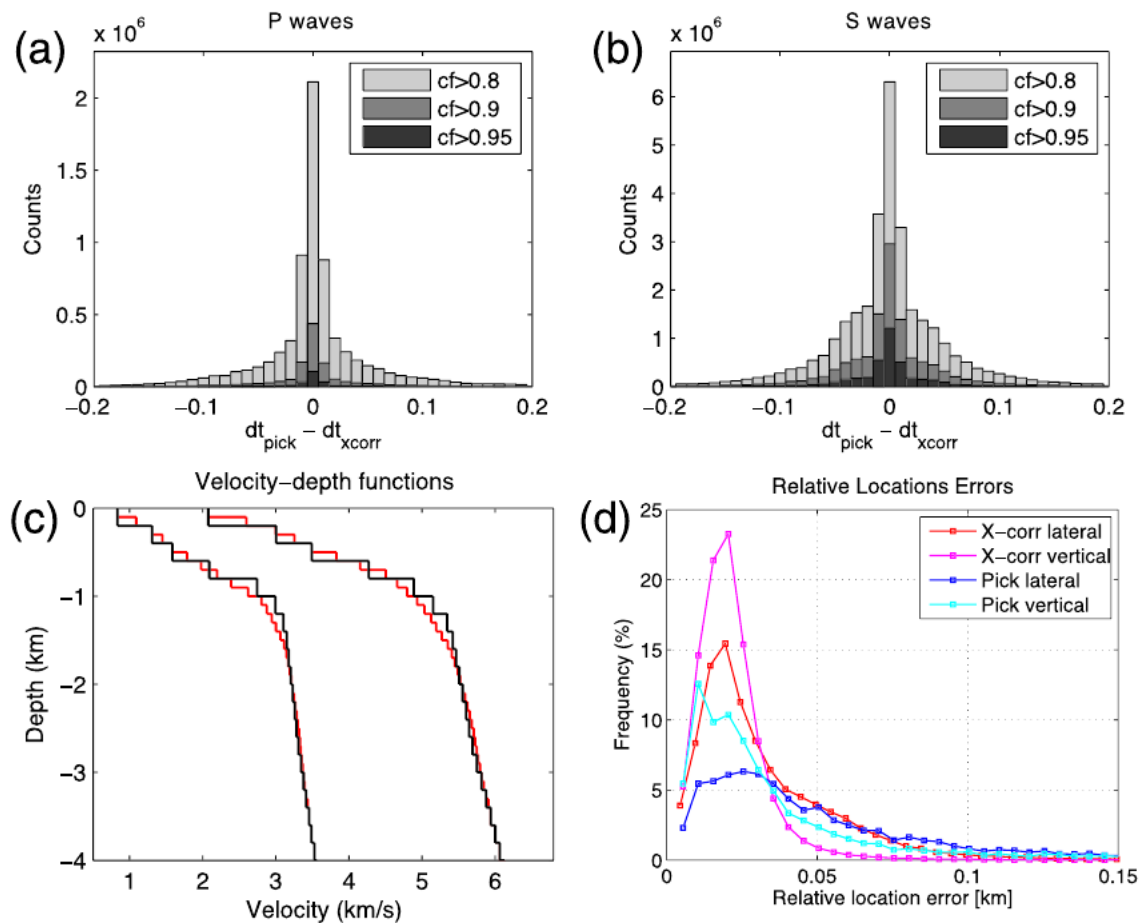 (a)
P waves
x 10^6
cf>0.8
cf>0.9
cf>0.95
Counts
2
1.5
1
0.5
0
−0.2 −0.1 0 0.1 0.2
dt_pick − dt_xcorr
(b)
S waves
x 10^6
cf>0.8
cf>0.9
cf>0.95
Counts
6
5
4
3
2
1
0
−0.2 −0.1 0 0.1 0.2
dt_pick − dt_xcorr
(c)
Velocity−depth functions
Depth (km)
0
−1
−2
−3
−4
1 2 3 4 5 6
Velocity (km/s)
(d)
Relative Locations Errors
X−corr lateral
X−corr vertical
Pick lateral
Pick vertical
Frequency (%)
25
20
15
10
5
0
0 0.05 0.1 0.15
Relative location error [km]